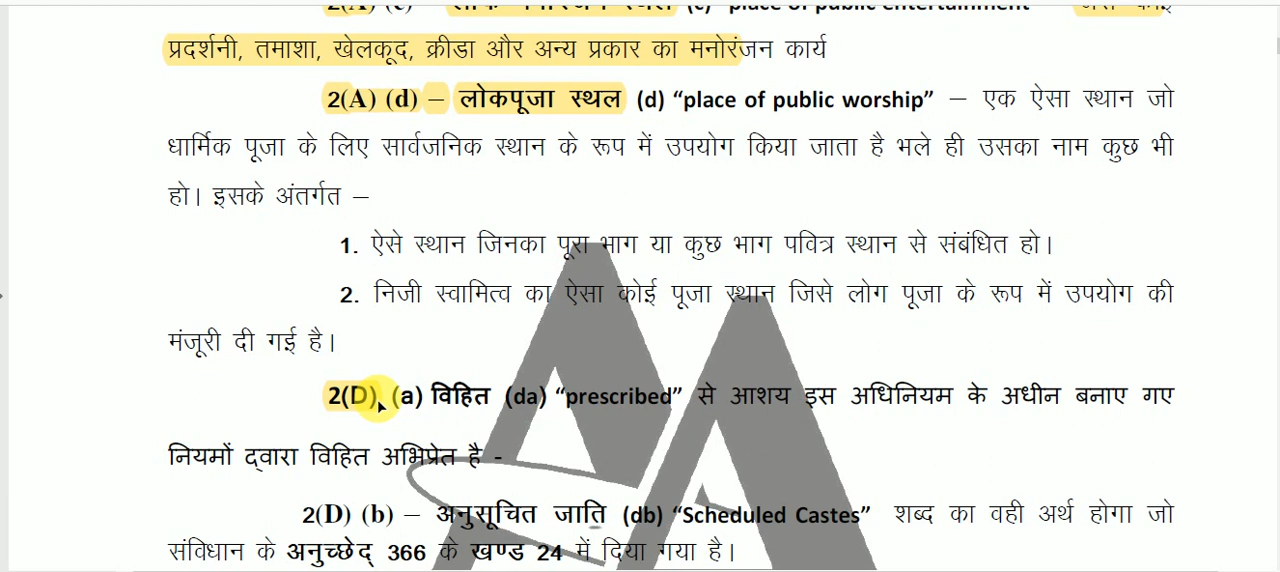 प्रदर्शनी, तमाशा, खेलकूद, क्रीडा और अन्य प्रकार का मनोरंजन कार्य
2(A) (d) – लोकपूजा स्थल (d) “place of public worship” – एक ऐसा स्थान जो
धार्मिक पूजा के लिए सार्वजनिक स्थान के रूप में उपयोग किया जाता है भले ही उसका नाम कुछ भी
हो। इसके अंतर्गत –
1. ऐसे स्थान जिनका पूरा भाग या कुछ भाग पवित्र स्थान से संबंधित हो।
2. निजी स्वामित्व का ऐसा कोई पूजा स्थान जिसे लोग पूजा के रूप में उपयोग की
मंजूरी दी गई है।
2(D) (a) विहित (da) “prescribed” से आशय इस अधिनियम के अधीन बनाए गए
नियमों द्वारा विहित अभिप्रेत है -
2(D) (b) – अनुसूचित जाति (db) “Scheduled Castes” शब्द का वही अर्थ होगा जो
संविधान के अनुच्छेद् 366 के खण्ड 24 में दिया गया है।